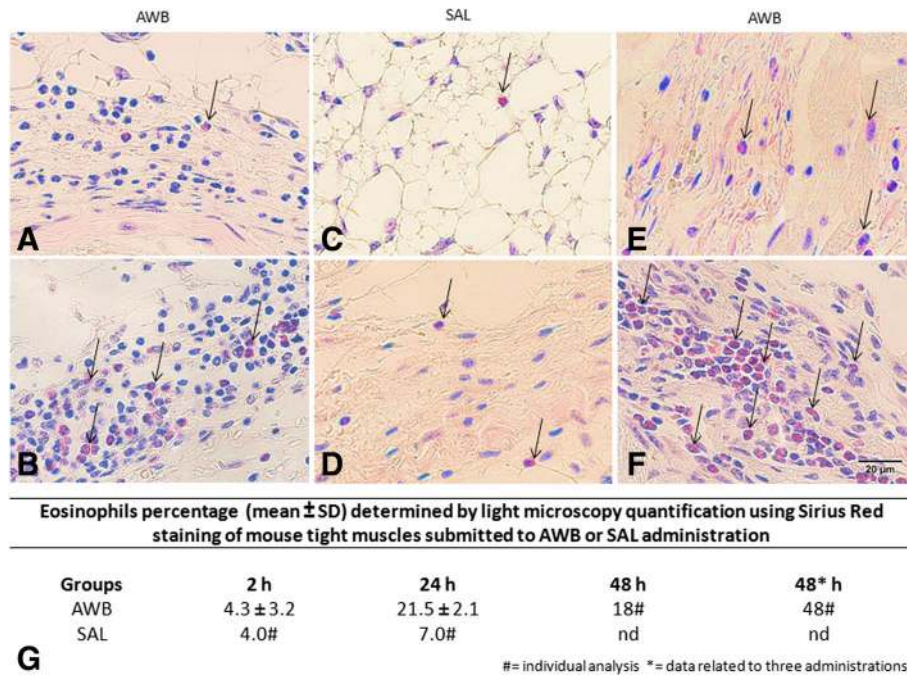 AWB SAL AWB
A C E
B D F
20 µm
Eosinophils percentage (mean ± SD) determined by light microscopy quantification using Sirius Red
staining of mouse tight muscles submitted to AWB or SAL administration
Groups 2 h 24 h 48 h 48* h
AWB 4.3 ± 3.2 21.5 ± 2.1 18# 48#
SAL 4.0# 7.0# nd nd
G
#= individual analysis *= data related to three administrations